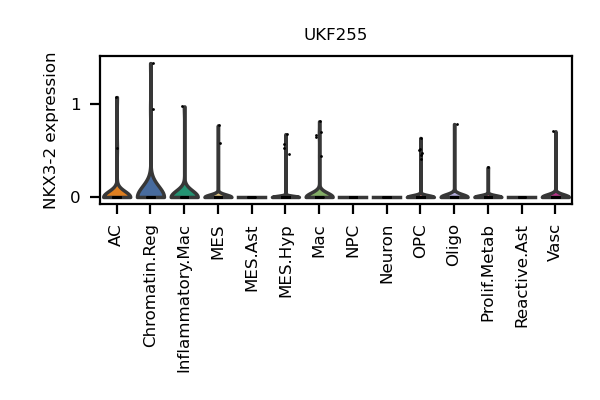 UKF255
NKX3-2 expression
1
0
AC
Chromatin.Reg
Inflammatory.Mac
MES
MES.Ast
MES.Hyp
Mac
NPC
Neuron
OPC
Oligo
Prolif.Metab
Reactive.Ast
Vasc